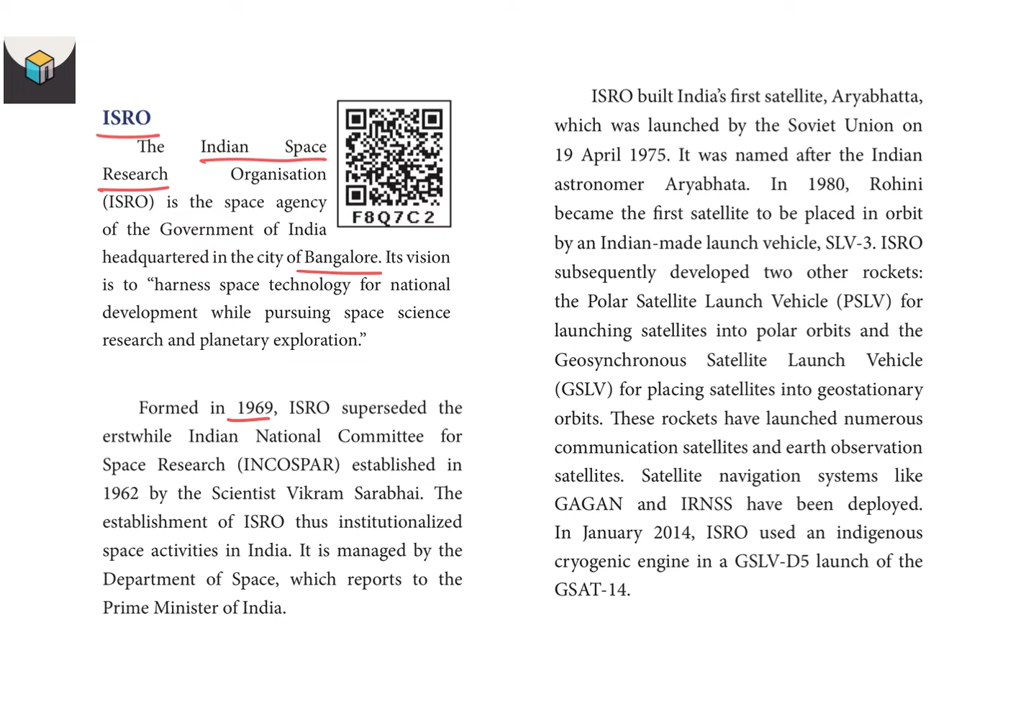 ISRO
The Indian Space
Research Organisation
(ISRO) is the space agency
of the Government of India
headquartered in the city of Bangalore. Its vision
is to “harness space technology for national
development while pursuing space science
research and planetary exploration.”
F8Q7C2
Formed in 1969, ISRO superseded the
erstwhile Indian National Committee for
Space Research (INCOSPAR) established in
1962 by the Scientist Vikram Sarabhai. The
establishment of ISRO thus institutionalized
space activities in India. It is managed by the
Department of Space, which reports to the
Prime Minister of India.
ISRO built India’s first satellite, Aryabhatta,
which was launched by the Soviet Union on
19 April 1975. It was named after the Indian
astronomer Aryabhata. In 1980, Rohini
became the first satellite to be placed in orbit
by an Indian-made launch vehicle, SLV-3. ISRO
subsequently developed two other rockets:
the Polar Satellite Launch Vehicle (PSLV) for
launching satellites into polar orbits and the
Geosynchronous Satellite Launch Vehicle
(GSLV) for placing satellites into geostationary
orbits. These rockets have launched numerous
communication satellites and earth observation
satellites. Satellite navigation systems like
GAGAN and IRNSS have been deployed.
In January 2014, ISRO used an indigenous
cryogenic engine in a GSLV-D5 launch of the
GSAT-14.